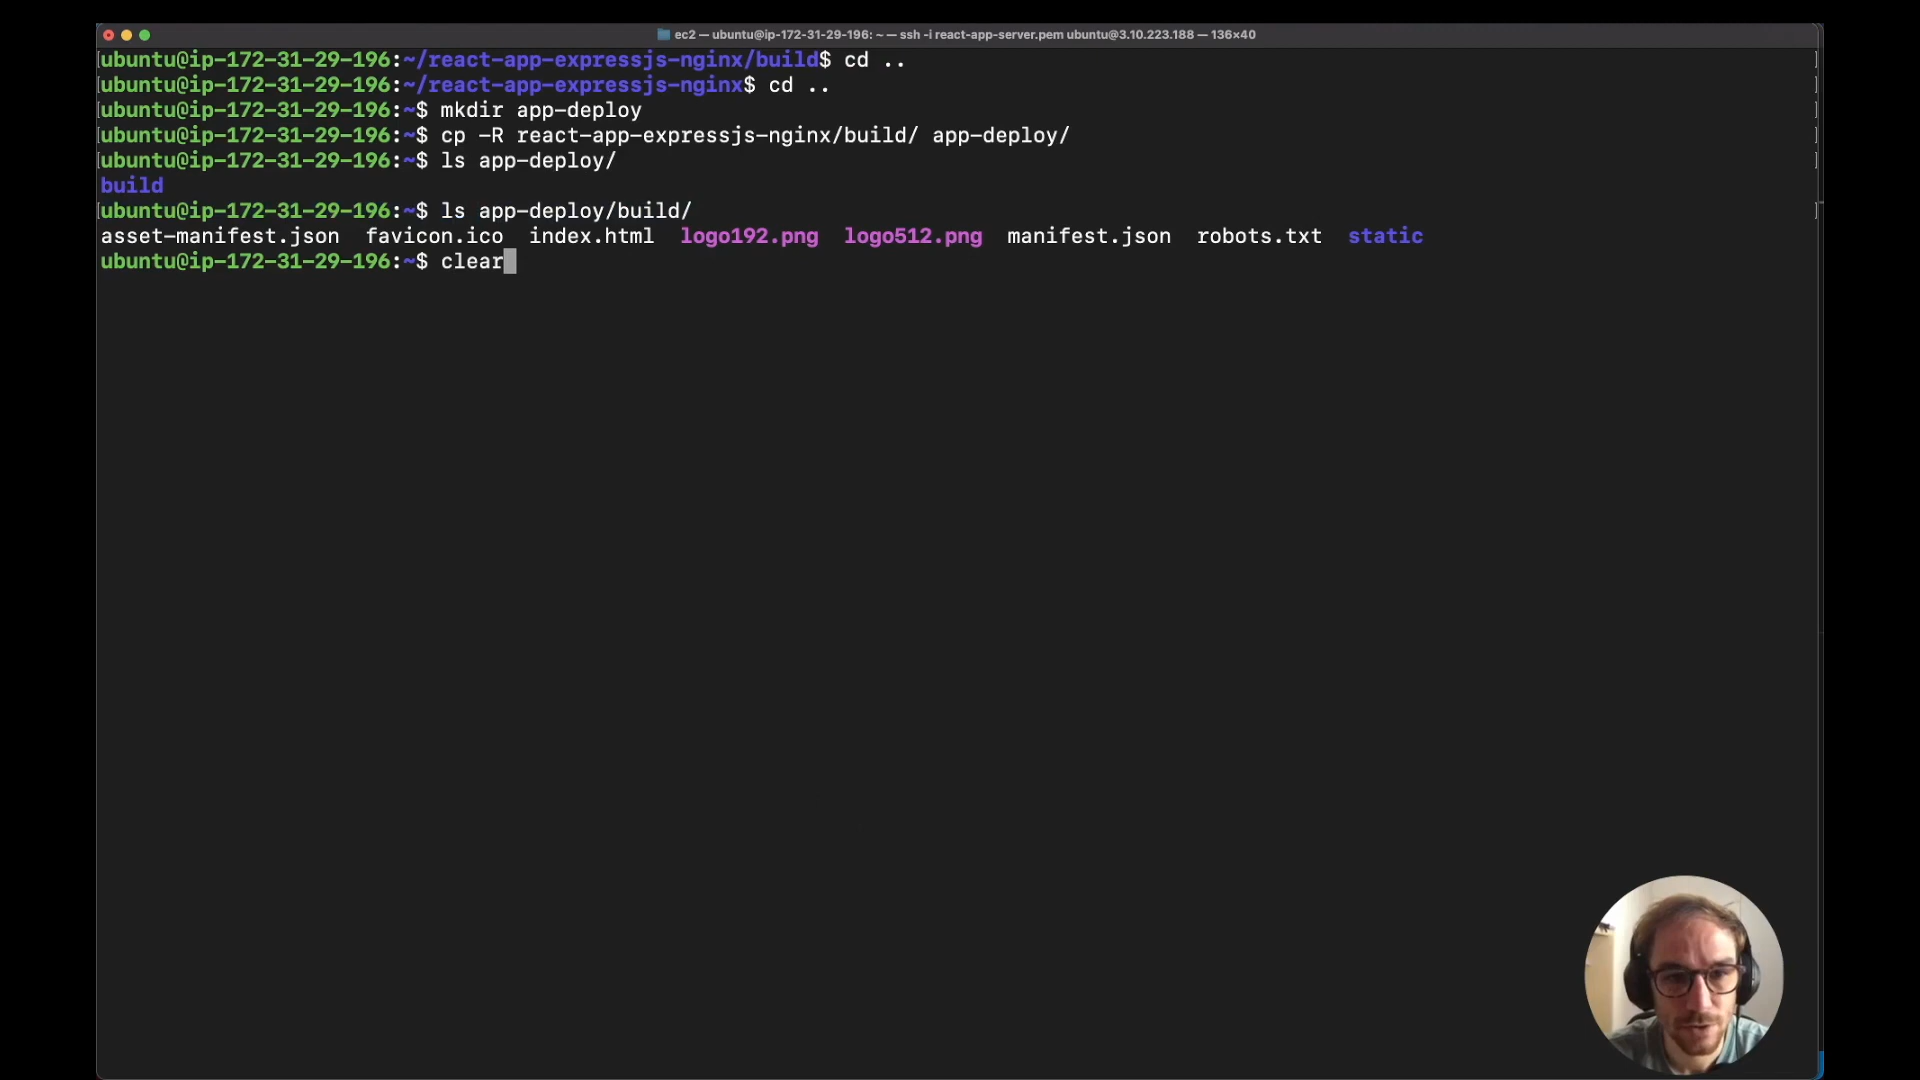 ec2 — ubuntu@ip-172-31-29-196: ~ — ssh -i react-app-server.pem ubuntu@3.10.223.188 — 136×40
[ubuntu@ip-172-31-29-196:~/react-app-expressjs-nginx/build$ cd ..
[ubuntu@ip-172-31-29-196:~/react-app-expressjs-nginx$ cd ..
[ubuntu@ip-172-31-29-196:~$ mkdir app-deploy
[ubuntu@ip-172-31-29-196:~$ cp -R react-app-expressjs-nginx/build/ app-deploy/
[ubuntu@ip-172-31-29-196:~$ ls app-deploy/
build
[ubuntu@ip-172-31-29-196:~$ ls app-deploy/build/
asset-manifest.json  favicon.ico  index.html  logo192.png  logo512.png  manifest.json  robots.txt  static
ubuntu@ip-172-31-29-196:~$ clear